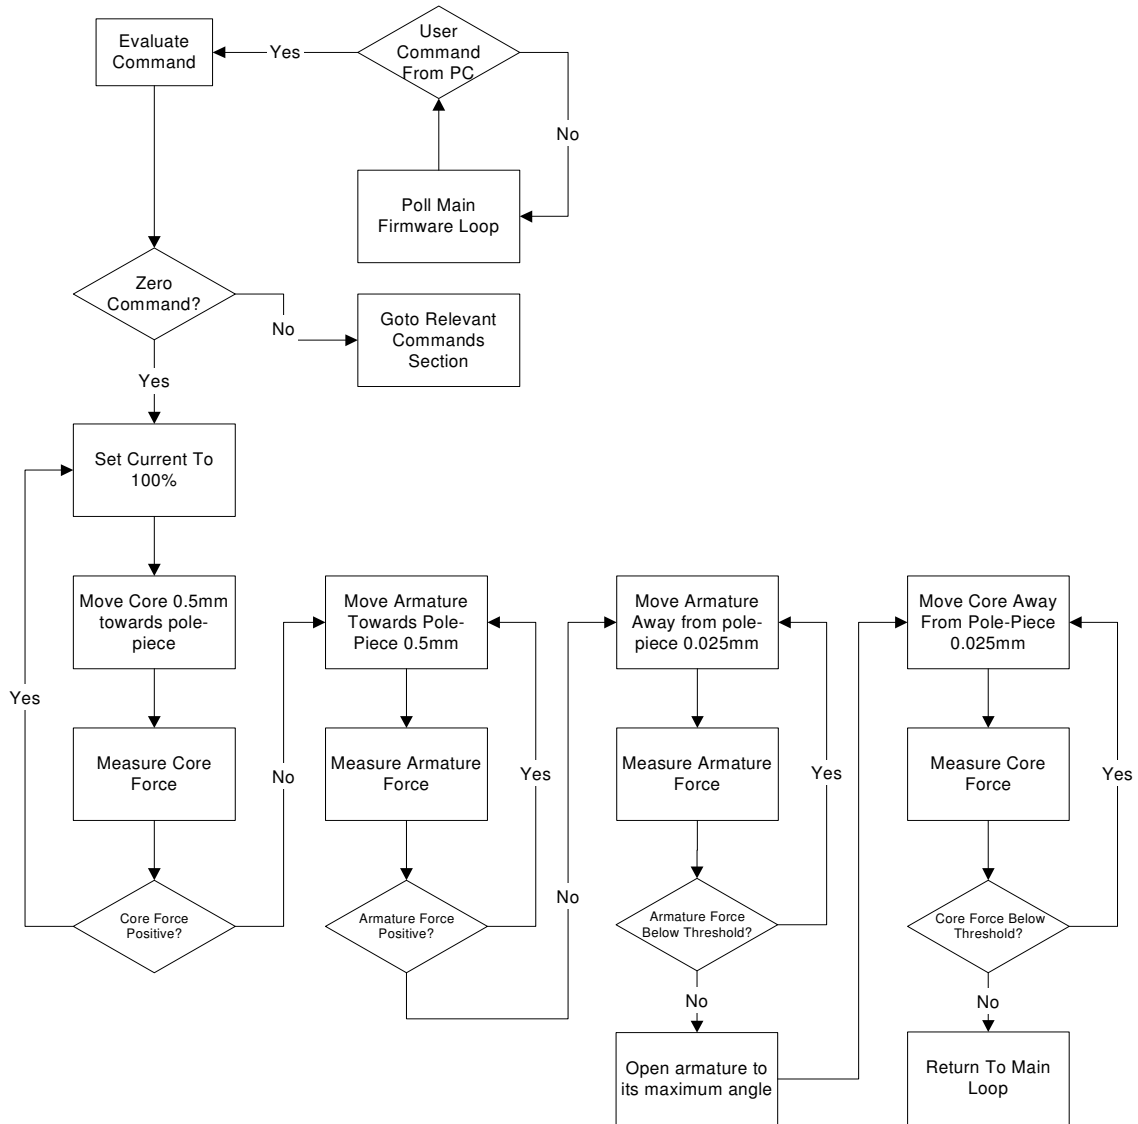 Evaluate
Command
Yes
User
Command
From PC
No
Poll Main
Firmware Loop
Zero
Command?
No
Goto Relevant
Commands
Section
Yes
Set Current To
100%
Move Core 0.5mm
towards pole-
piece
Yes
Measure Core
Force
No
Core Force
Positive?
Move Armature
Towards Pole-
Piece 0.5mm
Measure Armature
Force
Yes
Armature Force
Positive?
No
Move Armature
Away from pole-
piece 0.025mm
Measure Armature
Force
Yes
Armature Force
Below Threshold?
No
Open armature to
its maximum angle
Move Core Away
From Pole-Piece
0.025mm
Measure Core
Force
Yes
Core Force Below
Threshold?
No
Return To Main
Loop